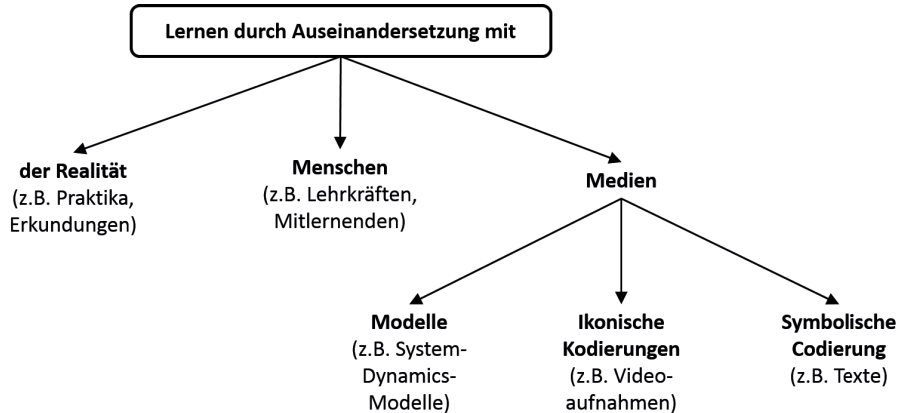 Lernen durch Auseinandersetzung mit
der Realität
(z.B. Praktika,
Erkundungen)
Menschen
(z.B. Lehrkräften,
Mitlernenden)
Medien
Modelle
(z.B. System-
Dynamics-
Modelle)
Ikonische
Kodierungen
(z.B. Video-
aufnahmen)
Symbolische
Codierung
(z.B. Texte)